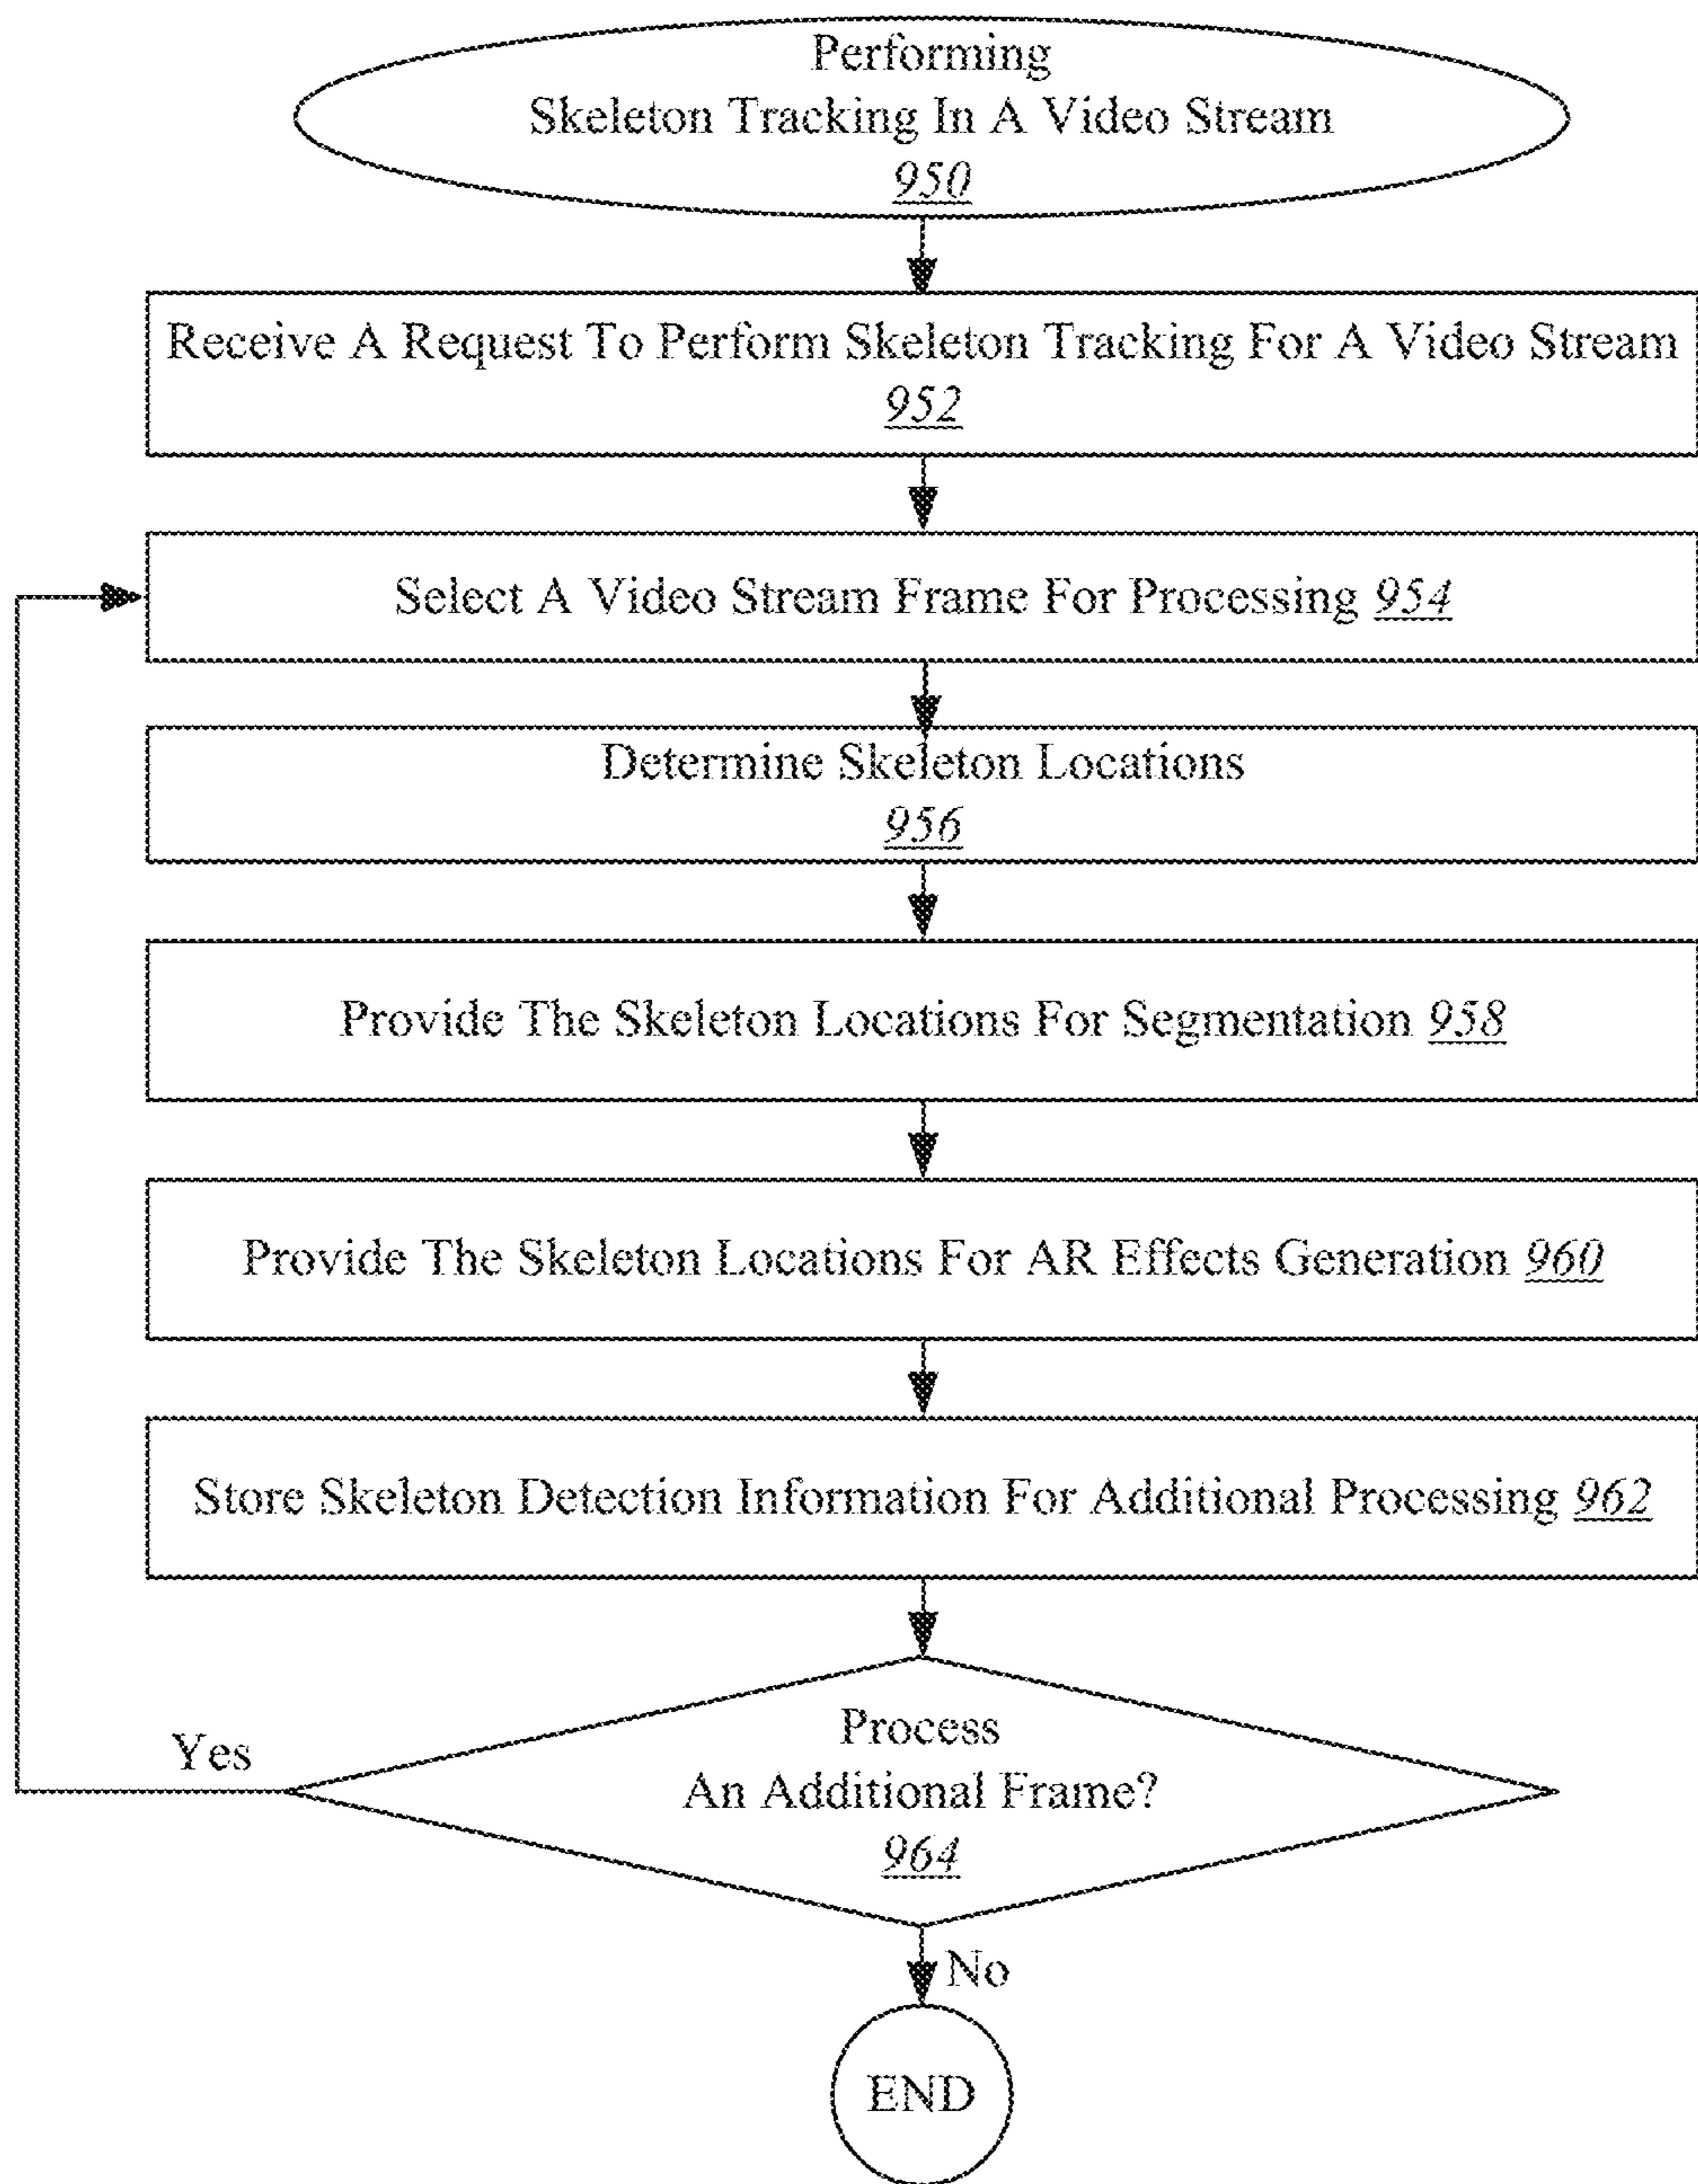 Performing
Skeleton Tracking In A Video Stream
950
Receive A Request To Perform Skeleton Tracking For A Video Stream
952
Select A Video Stream Frame For Processing 954
Determine Skeleton Locations
956
Provide The Skeleton Locations For Segmentation 958
Provide The Skeleton Locations For AR Effects Generation 960
Store Skeleton Detection Information For Additional Processing 962
Process
An Additional Frame?
964
Yes
No
END